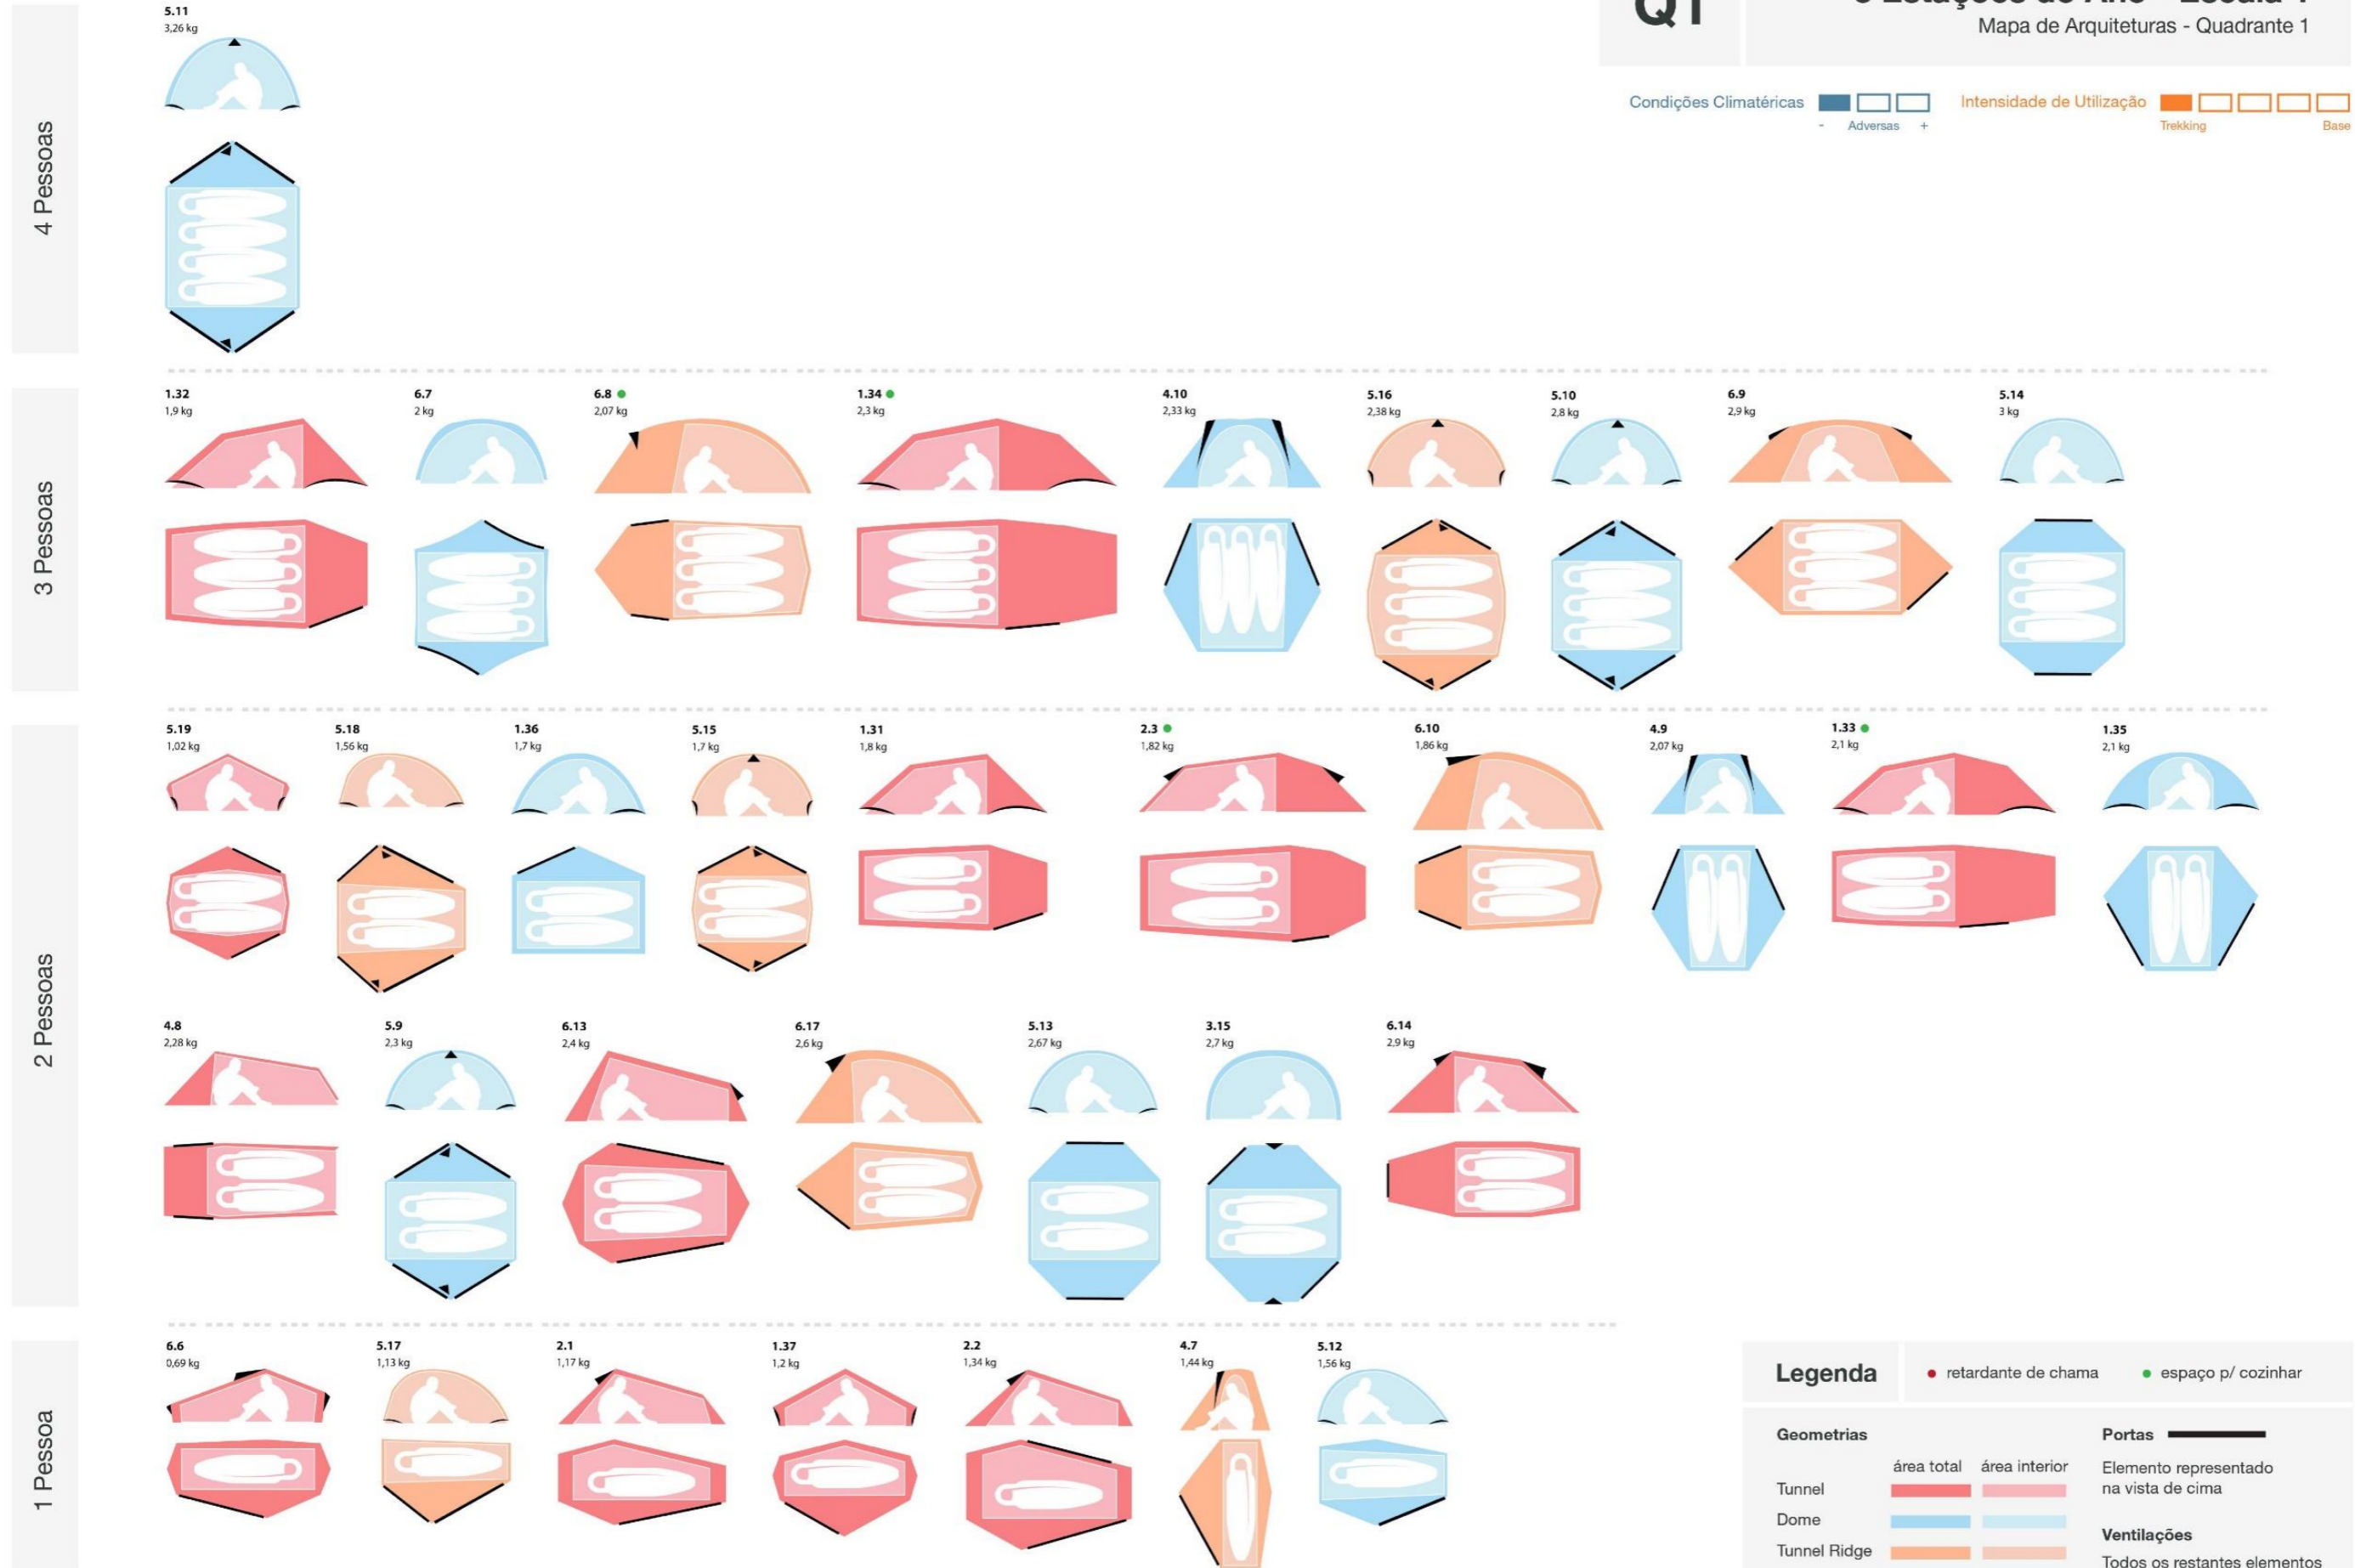 Q1
3 Estações do Ano - Escala 1
Mapa de Arquiteturas - Quadrante 1
Condições Climatéricas
- Adversas +
Intensidade de Utilização
Trekking Base
4 Pessoas
5.11
3,26 kg
3 Pessoas
1.32
1,9 kg
6.7
2 kg
6.8
2,07 kg
1.34
2,3 kg
4.10
2,33 kg
5.16
2,38 kg
5.10
2,8 kg
6.9
2,9 kg
5.14
3 kg
2 Pessoas
5.19
1,02 kg
5.18
1,56 kg
1.36
1,7 kg
5.15
1,7 kg
1.31
1,8 kg
2.3
1,82 kg
6.10
1,86 kg
4.9
2,07 kg
1.33
2,1 kg
1.35
2,1 kg
4.8
2,28 kg
5.9
2,3 kg
6.13
2,4 kg
6.17
2,6 kg
5.13
2,67 kg
3.15
2,7 kg
6.14
2,9 kg
1 Pessoa
6.6
0,69 kg
5.17
1,13 kg
2.1
1,17 kg
1.37
1,2 kg
2.2
1,34 kg
4.7
1,44 kg
5.12
1,56 kg
Legenda
retardante de chama
espaço p/ cozinhar
Geometrias
área total área interior
Tunnel
Dome
Tunnel Ridge
Portas
Elemento representado
na vista de cima
Ventilações
Todos os restantes elementos